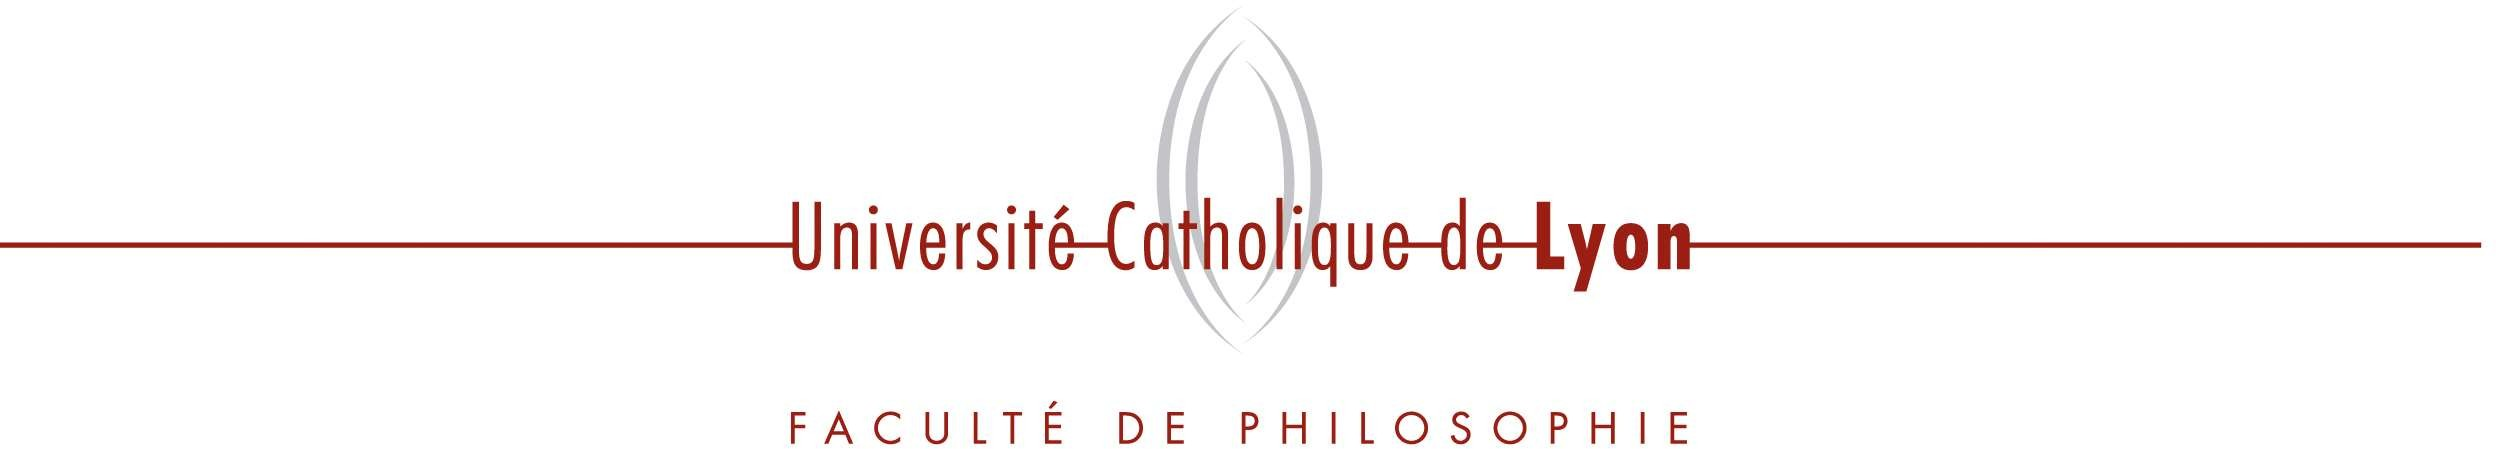 Université Catholique de Lyon
FACULTÉ DE PHILOSOPHIE